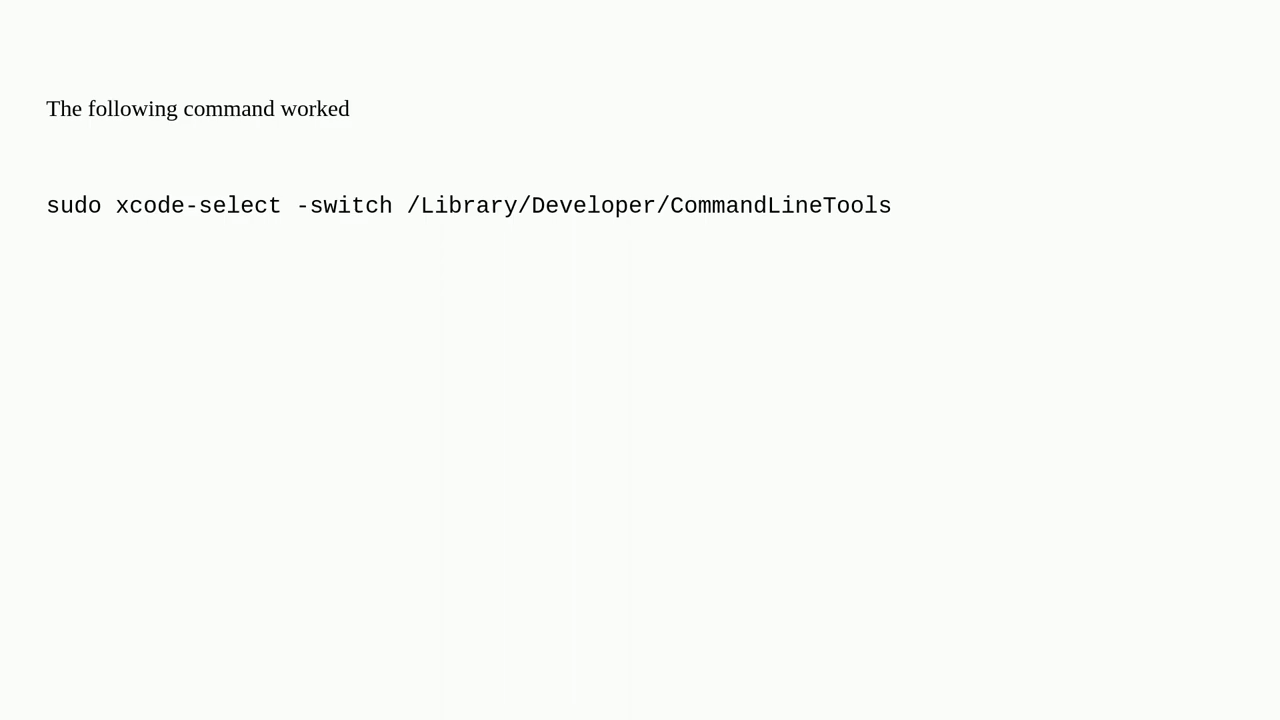 The following command worked
sudo xcode-select -switch /Library/Developer/CommandLineTools